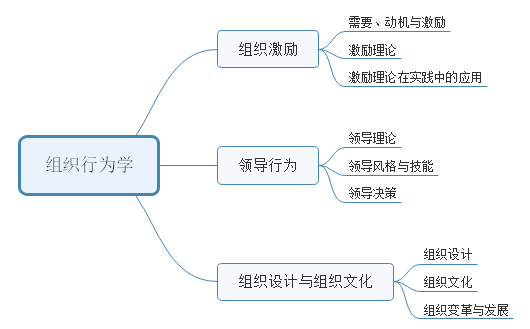 组织行为学
组织激励
需要、动机与激励
激励理论
激励理论在实践中的应用
领导行为
领导理论
领导风格与技能
领导决策
组织设计与组织文化
组织设计
组织文化
组织变革与发展